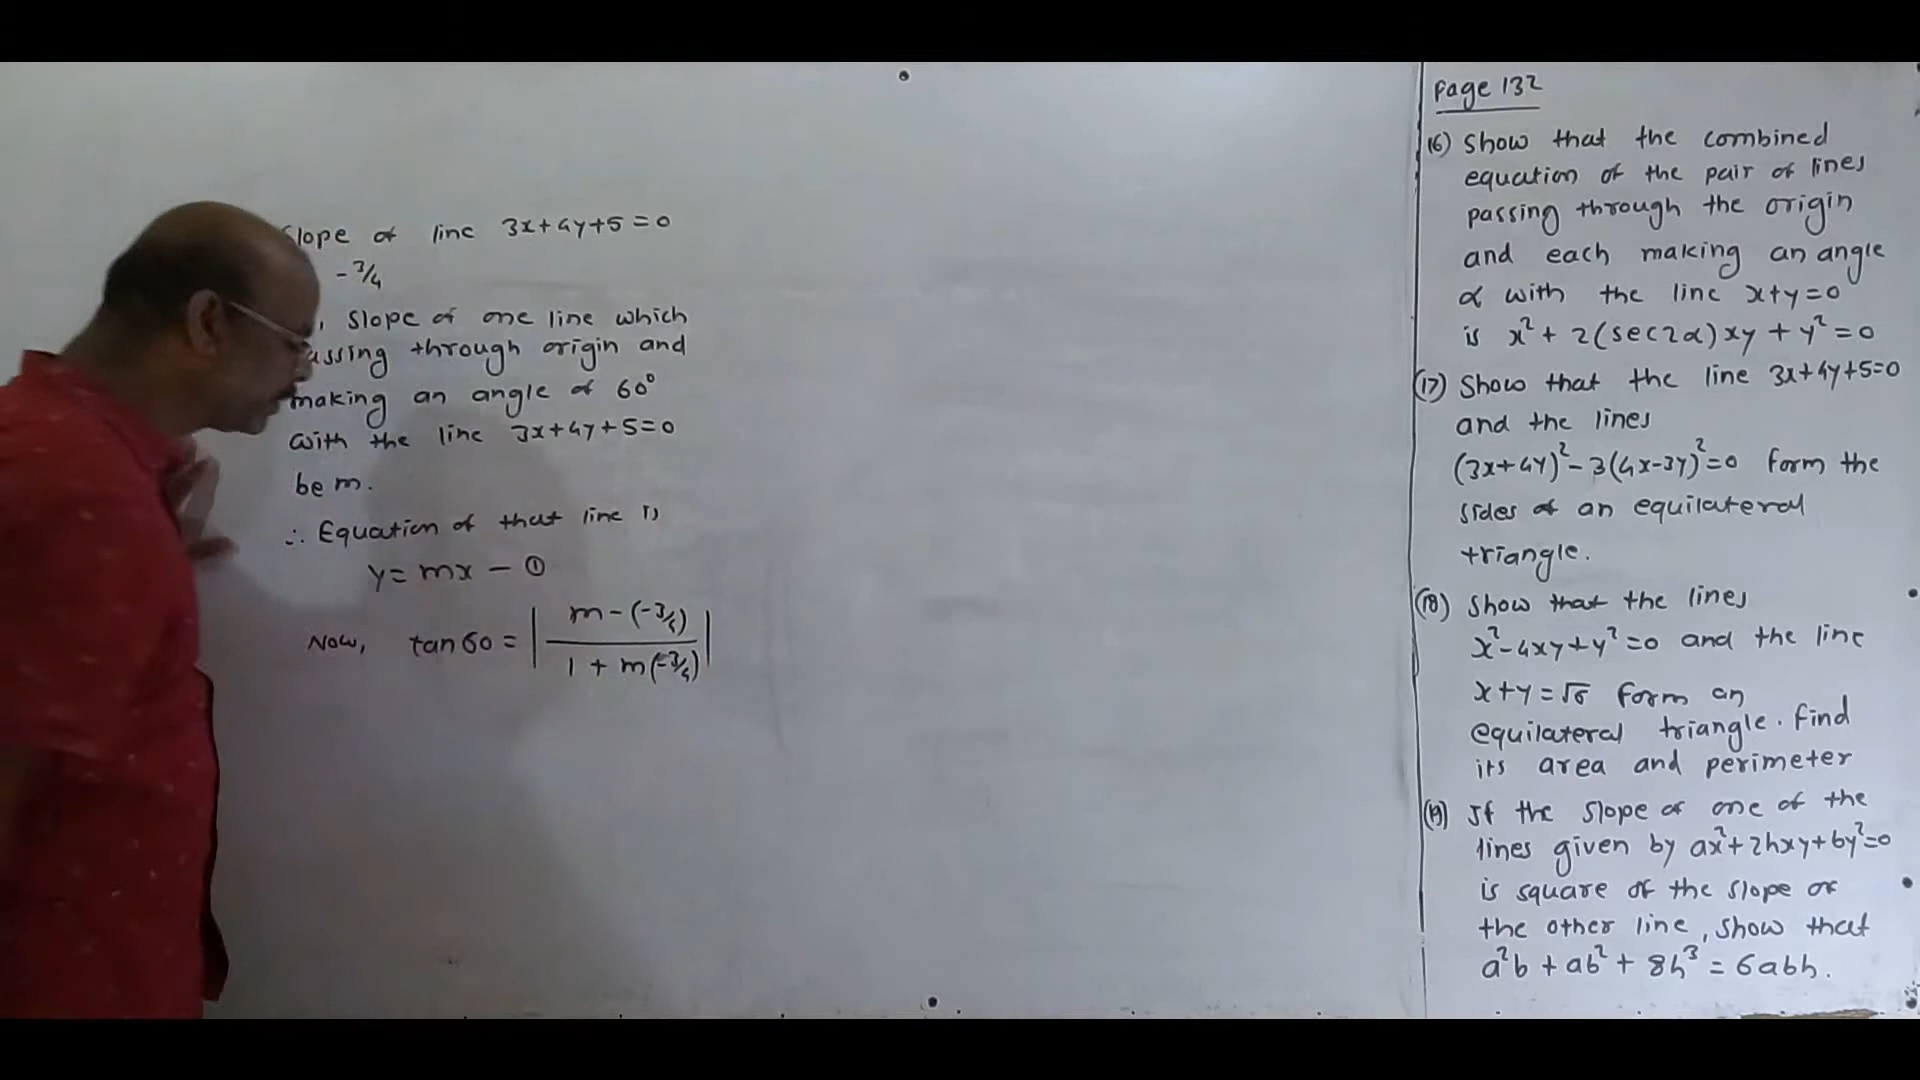 Slope of line 3x+4y+5=0
-3/4
slope of one line which
passing through origin and
making an angle of 60°
with the line 3x+4y+5=0
be m.
∴ Equation of that line is
y = mx - ①
Now, tan60 = | m-(-3/4) / 1 + m(-3/4) |
Page 132
16) Show that the combined
equation of the pair of lines
passing through the origin
and each making an angle
α with the line x+y=0
is x² + 2(sec2α)xy + y² = 0
(17) Show that the line 3x+4y+5=0
and the lines
(3x+4y)²-3(4x-3y)²=0 form the
sides of an equilateral
triangle.
(18) Show that the lines
x²-4xy+y²=0 and the line
x+y=√6 form an
equilateral triangle. Find
its area and perimeter
(19) If the slope of one of the
lines given by ax²+2hxy+by²=0
is square of the slope of
the other line, show that
a²b + ab² + 8h³ = 6abh.